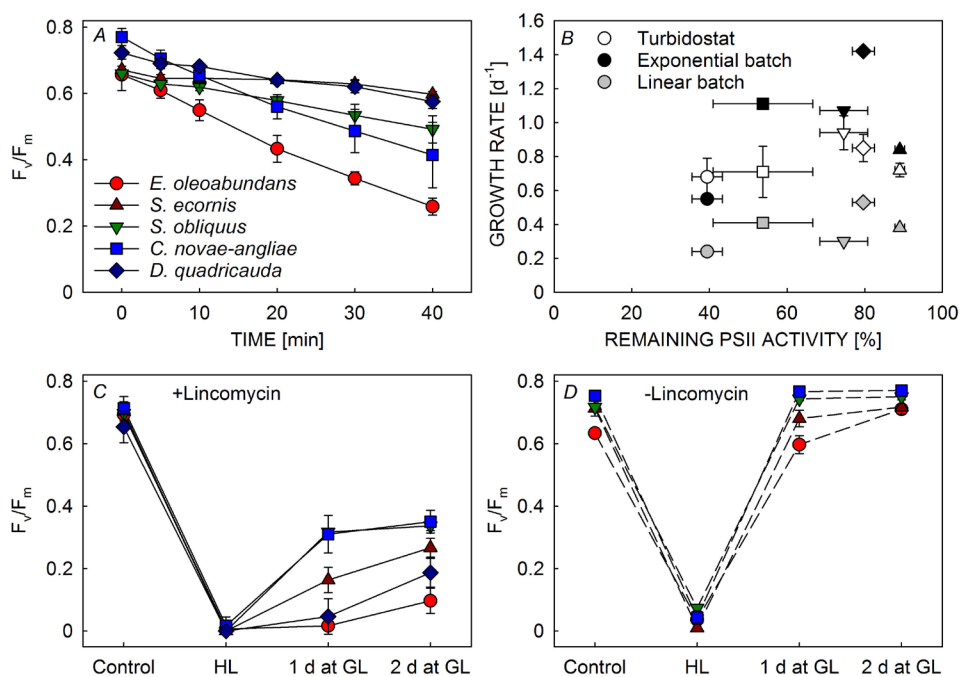 A
0.8
0.6
0.4
0.2
0
Fv/Fm
E. oleoabundans
S. ecornis
S. obliquus
C. novae-angliae
D. quadricauda
0 5 10 20 30 40
TIME [min]
B
1.6
1.4
1.2
1.0
0.8
0.6
0.4
0.2
0
GROWTH RATE [d-1]
Turbidostat
Exponential batch
Linear batch
0 20 40 60 80 100
REMAINING PSII ACTIVITY [%]
C
+Lincomycin
0.8
0.6
0.4
0.2
0
Fv/Fm
Control HL 1 d at GL 2 d at GL
D
-Lincomycin
0.8
0.6
0.4
0.2
0
Fv/Fm
Control HL 1 d at GL 2 d at GL